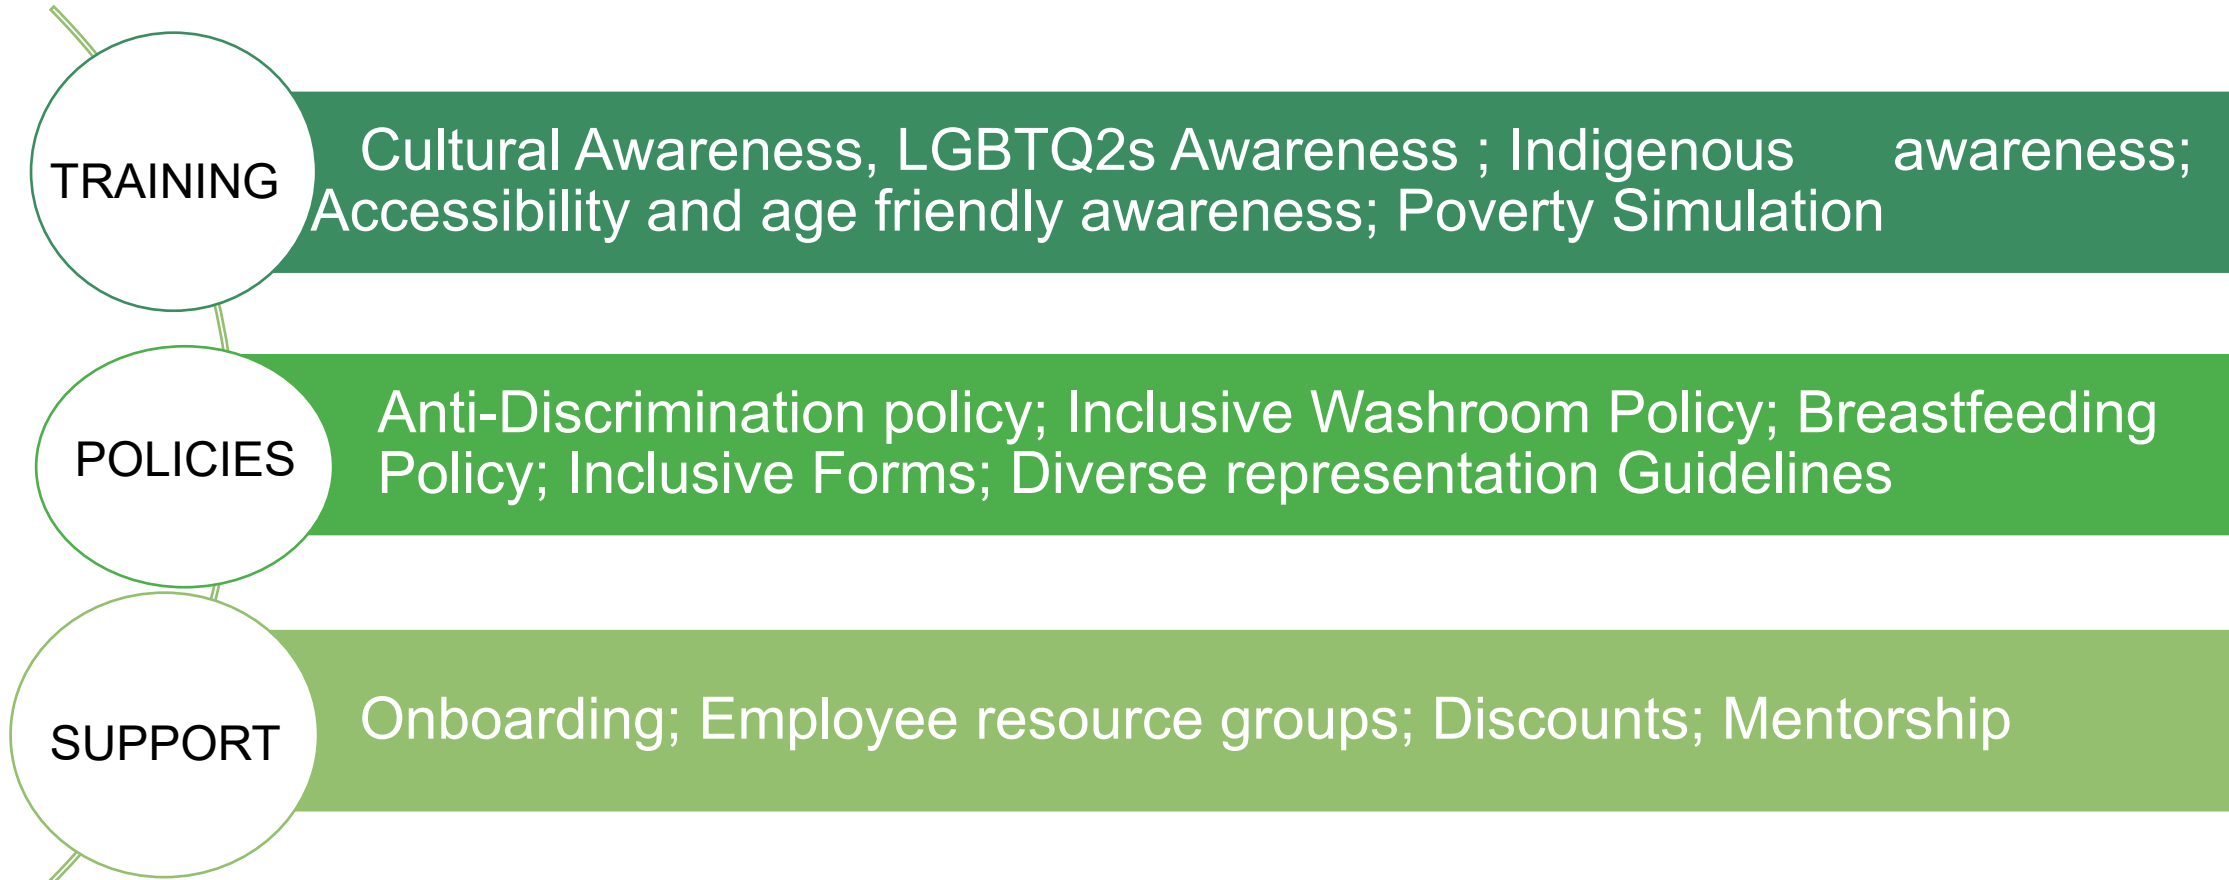 TRAINING
Cultural Awareness, LGBTQ2s Awareness ; Indigenous awareness;
Accessibility and age friendly awareness; Poverty Simulation
POLICIES
Anti-Discrimination policy; Inclusive Washroom Policy; Breastfeeding
Policy; Inclusive Forms; Diverse representation Guidelines
SUPPORT
Onboarding; Employee resource groups; Discounts; Mentorship